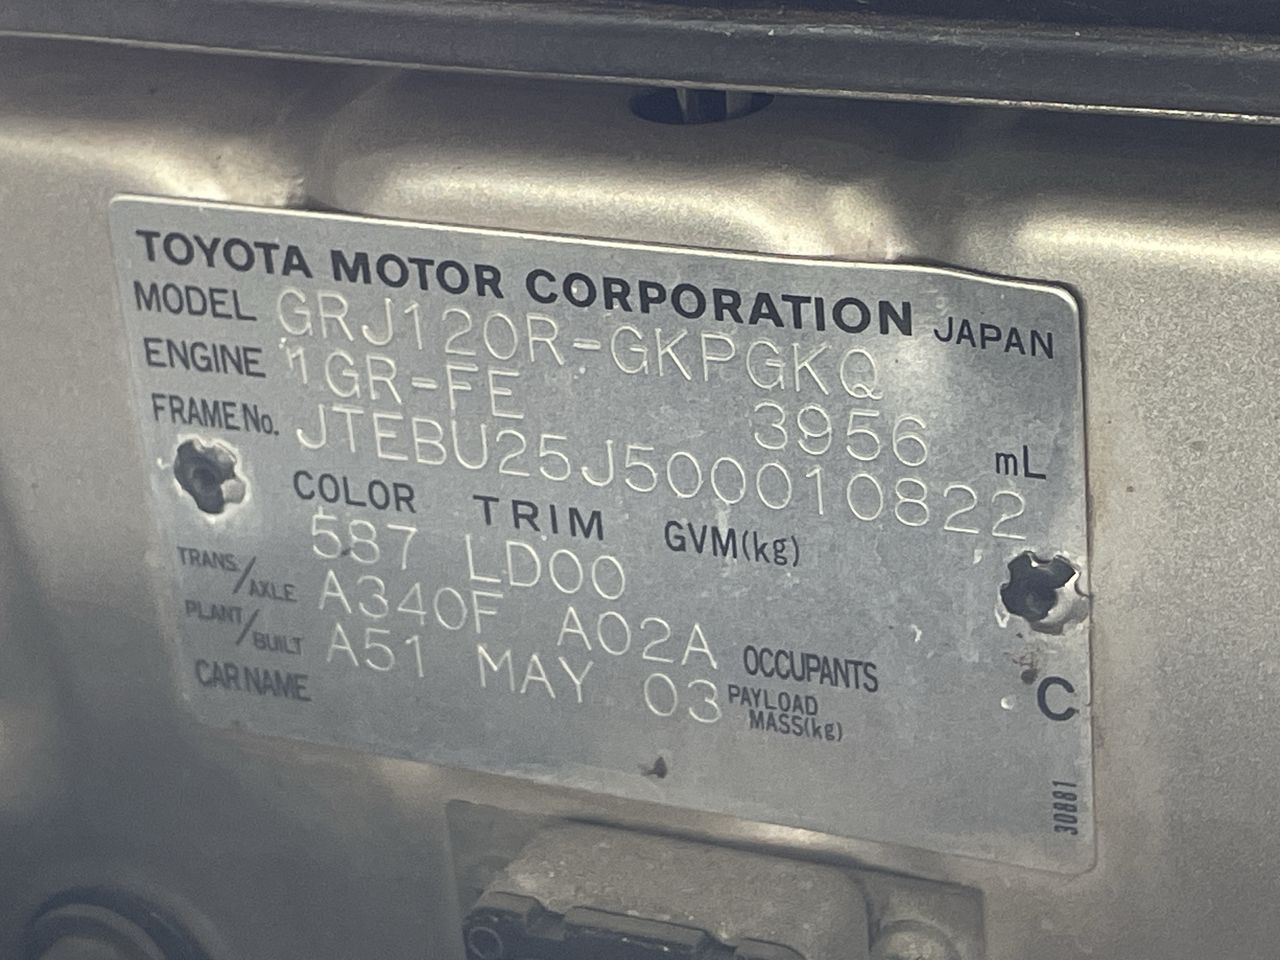 TOYOTA MOTOR CORPORATION JAPAN
MODEL GRJ120R-GKPGKQ
ENGINE 1GR-FE 3956 mL
FRAME No. JTEBU25J500010822
COLOR TRIM GVM(kg)
587 LD00
TRANS/AXLE A340F A02A OCCUPANTS
PLANT/BUILT A51 MAY 03 PAYLOAD MASS(kg) C
CAR NAME
30881